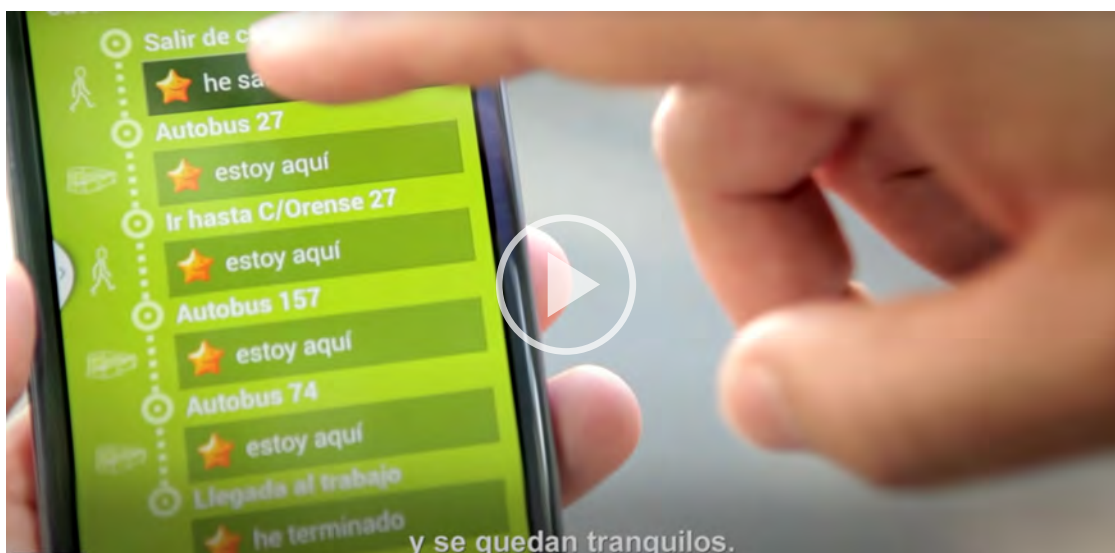 Salir de
he
Autobus 27
estoy aquí
Ir hasta C/Orense 27
estoy aquí
Autobus 157
estoy aquí
Autobus 74
estoy aquí
Llegada al trabajo
he terminado
y se quedan tranquilos.